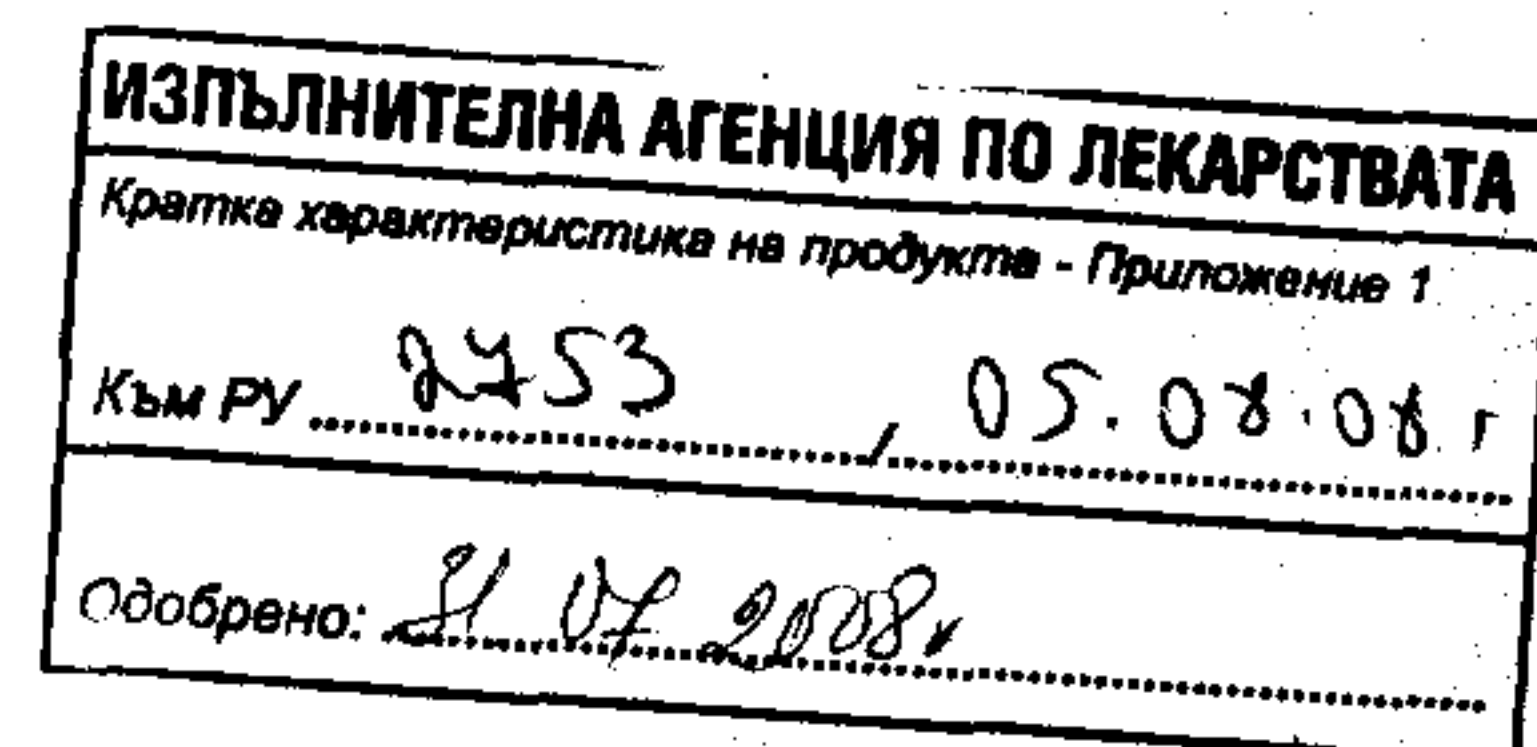 ИЗПЪЛНИТЕЛНА АГЕНЦИЯ ПО ЛЕКАРСТВАТА
Кратка характеристика на продукта - Приложение 1
Към РУ 2753 / 05.08.08 г
Одобрено: 21 07 2008г